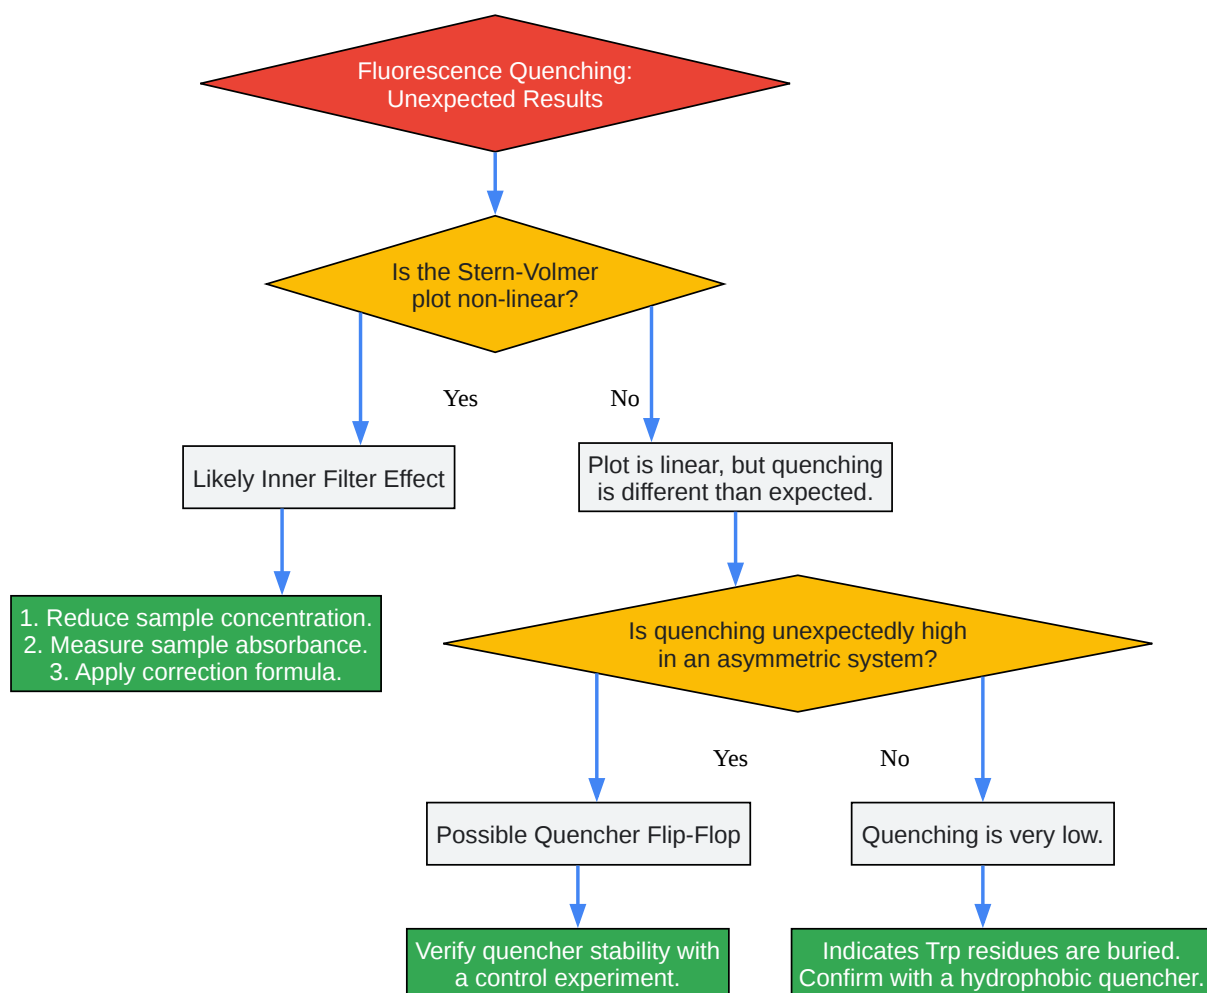 Fluorescence Quenching:
Unexpected Results
Is the Stern-Volmer
plot non-linear?
Yes
No
Likely Inner Filter Effect
Plot is linear, but quenching
is different than expected.
1. Reduce sample concentration.
2. Measure sample absorbance.
3. Apply correction formula.
Is quenching unexpectedly high
in an asymmetric system?
Yes
No
Possible Quencher Flip-Flop
Quenching is very low.
Verify quencher stability with
a control experiment.
Indicates Trp residues are buried.
Confirm with a hydrophobic quencher.